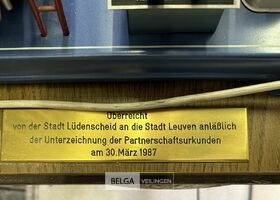 Überreicht
von der Stadt Lüdenscheid an die Stadt Leuven anläßlich
der Unterzeichnung der Partnerschaftsurkunden
am 30. März 1987
BELGA VEILINGEN